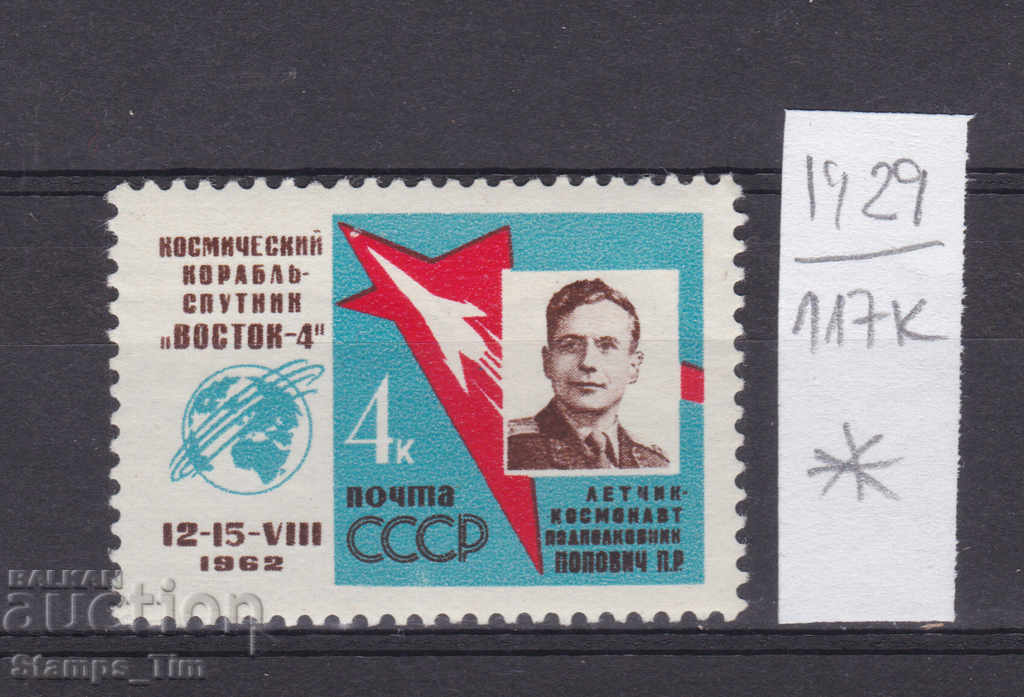 КОСМИЧЕСКИЙ
КОРАБЛЬ-
СПУТНИК
„ВОСТОК-4"
12-15-VIII
1962
4к
почта
СССР
ЛЕТЧИК-
КОСМОНАВТ
ПОДПОЛКОВНИК
ПОПОВИЧ П.Р.
1929
117K
BALKAN
auction
Stamps_Tim